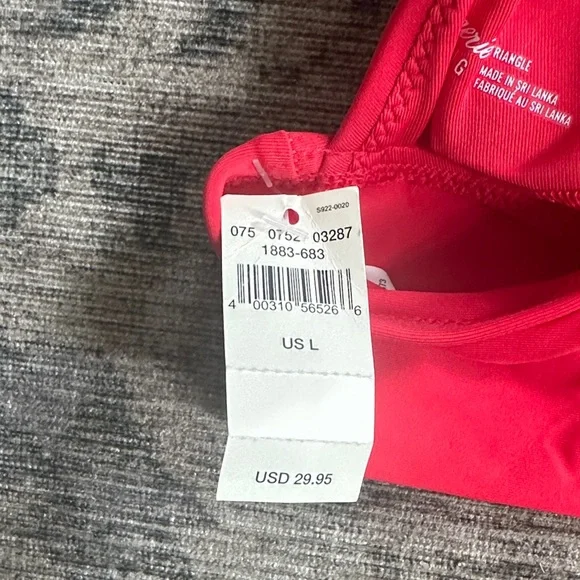 RIANGLE
G
MADE IN SRI LANKA
FABRIQUÉ AU SRI LANKA
S922-0020
075 0752 03287
1883-683
4 00310 56526 6
US L
USD 29.95